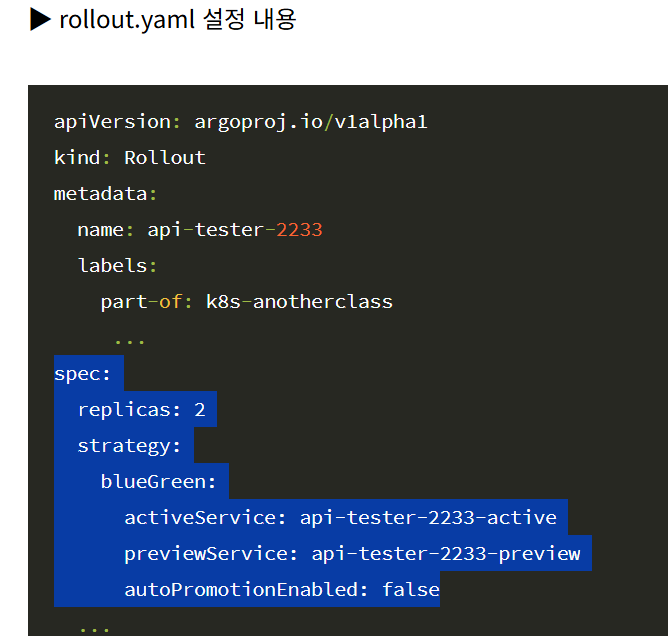 ▶ rollout.yaml 설정 내용
apiVersion: argoproj.io/v1alpha1
kind: Rollout
metadata:
  name: api-tester-2233
  labels:
    part-of: k8s-anotherclass
     ...
spec:
  replicas: 2
  strategy:
    blueGreen:
      activeService: api-tester-2233-active
      previewService: api-tester-2233-preview
      autoPromotionEnabled: false
  ...